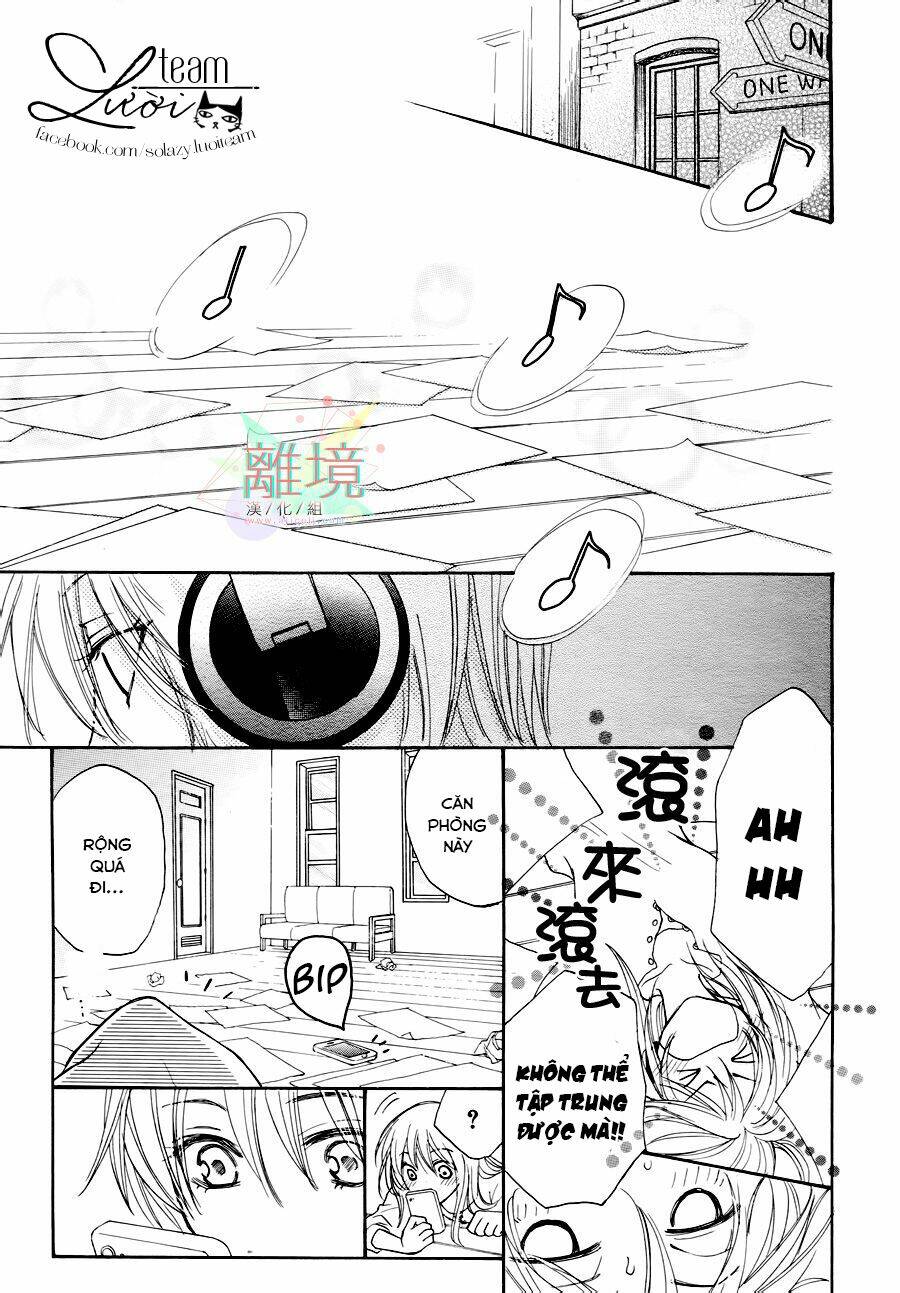 team
Lười
facebook.com/solazy.luoiteam
ONE
ONE WA
離境
漢/化/組
AH
HH
滾
來
滾
去
KHÔNG THỂ
TẬP TRUNG
ĐƯỢC MÀ!!
CĂN
PHÒNG
NÀY
RỘNG
QUÁ
ĐI...
BIP
?